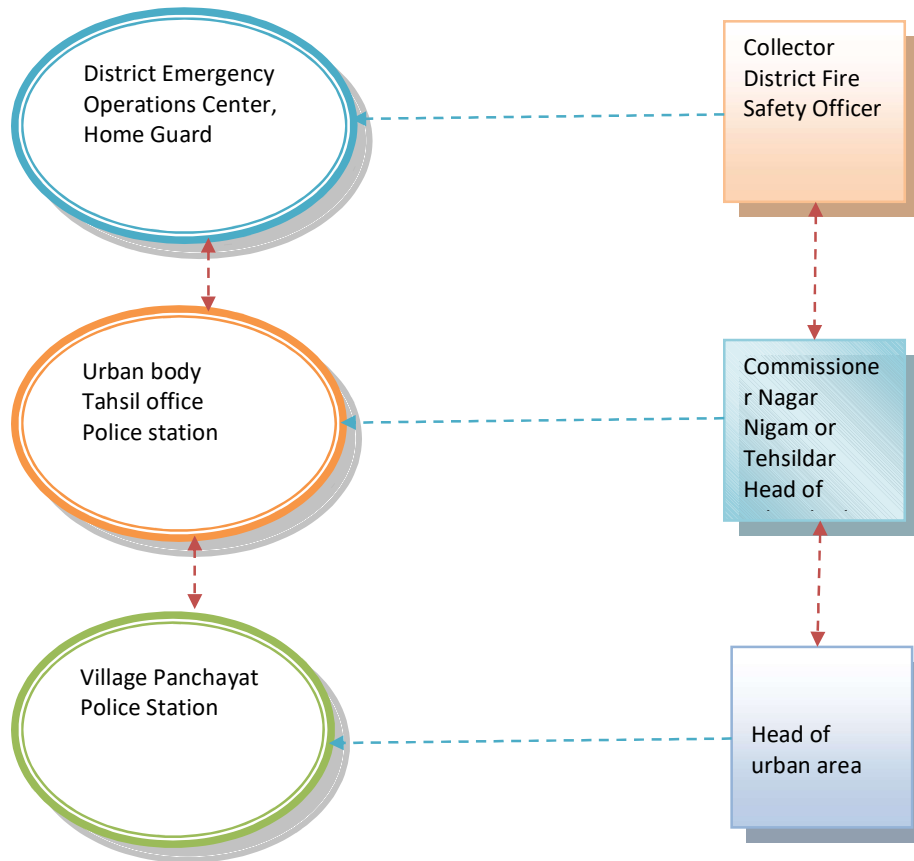 District Emergency
Operations Center,
Home Guard
Collector
District Fire
Safety Officer
Urban body
Tahsil office
Police station
Commissione
r Nagar
Nigam or
Tehsildar
Head of
Village Panchayat
Police Station
Head of
urban area